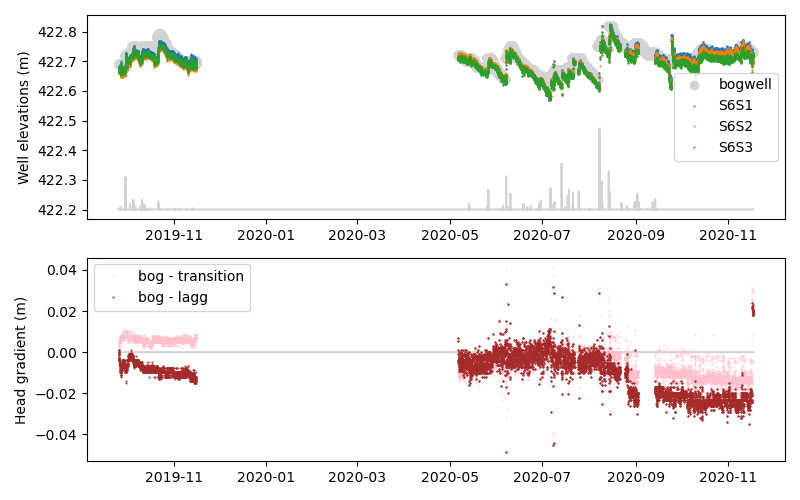 Well elevations (m)
422.8
422.7
422.6
422.5
422.4
422.3
422.2
bogwell
S6S1
S6S2
S6S3
2019-11 2020-01 2020-03 2020-05 2020-07 2020-09 2020-11
Head gradient (m)
0.04
0.02
0.00
−0.02
−0.04
bog - transition
bog - lagg
2019-11 2020-01 2020-03 2020-05 2020-07 2020-09 2020-11